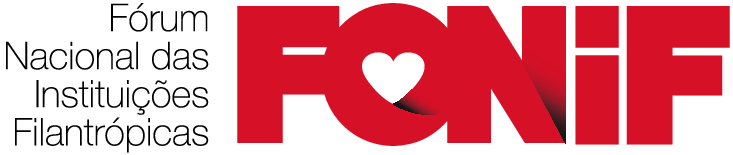 Fórum
Nacional das
Instituições
Filantrópicas
FONiF